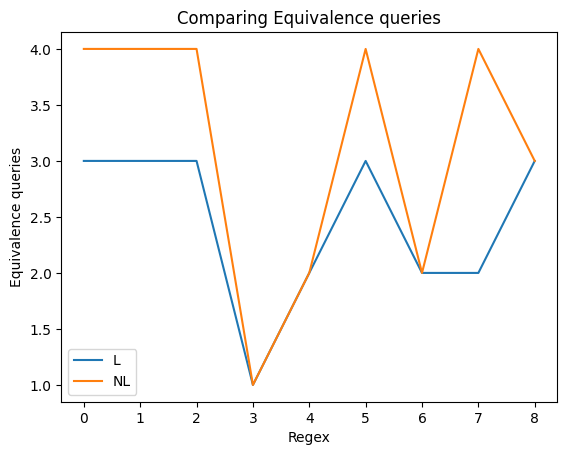 Comparing Equivalence queries
4.0
3.5
3.0
2.5
2.0
1.5
1.0
Equivalence queries
L
NL
0 1 2 3 4 5 6 7 8
Regex